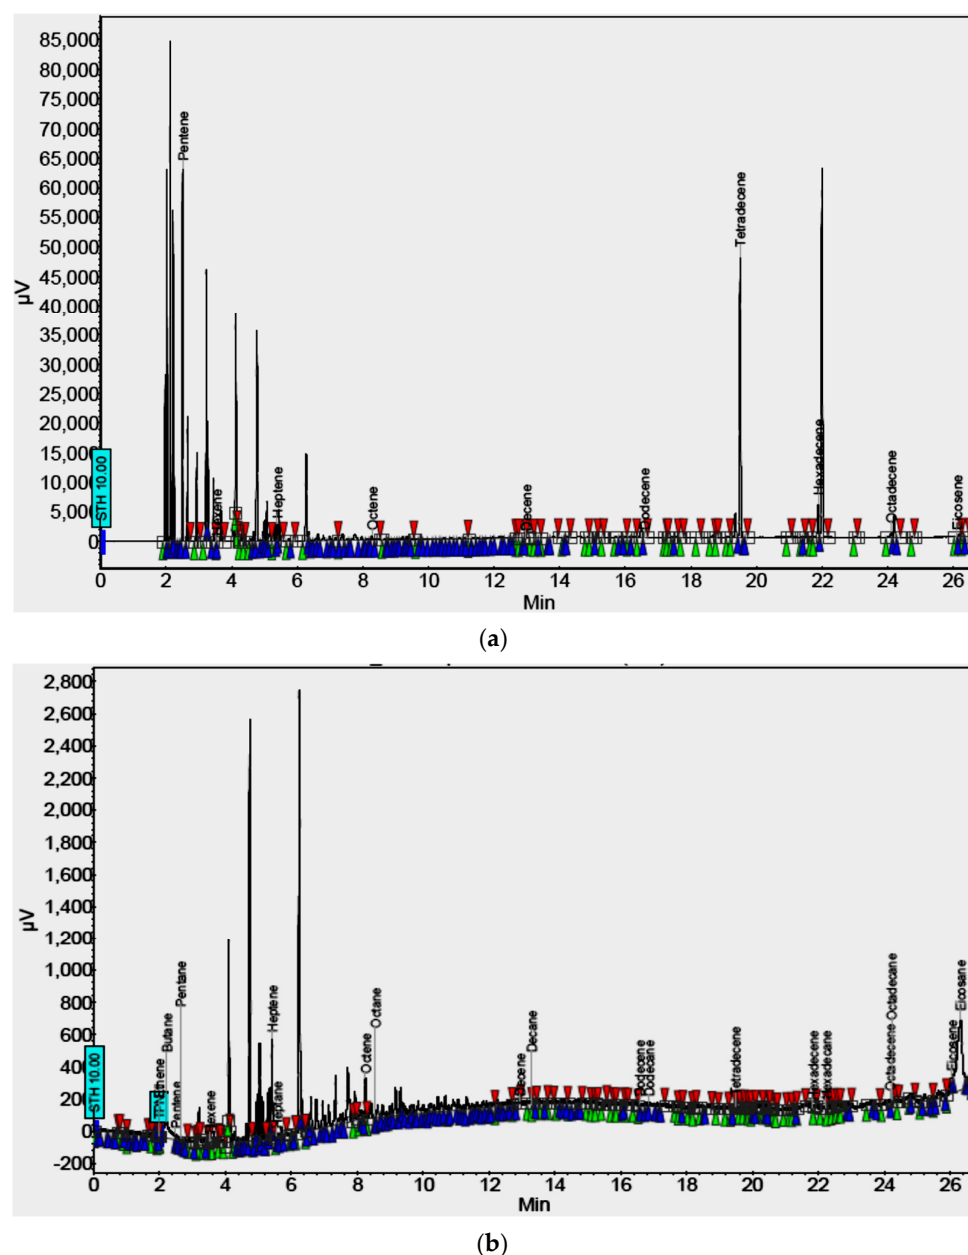 85,000
80,000
75,000
70,000
65,000
60,000
55,000
50,000
45,000
40,000
35,000
30,000
25,000
20,000
15,000
10,000
5,000
0
µV
STH 10.00
Pentene
Hexene
Heptene
Octene
Decene
Dodecene
Tetradecene
Hexadecene
Octadecene
Eicosene
0 2 4 6 8 10 12 14 16 18 20 22 24 26
Min
(a)
2,800
2,600
2,400
2,200
2,000
1,800
1,600
1,400
1,200
1,000
800
600
400
200
0
-200
µV
STH 10.00
Butane
Pentene
Pentane
Hexene
Heptene
Heptane
Octene
Octane
Decene
Decane
Dodecene
Dodecane
Tetradecene
Hexadecene
Hexadecane
Octadecene
Octadecane
Eicosene
Eicosane
0 2 4 6 8 10 12 14 16 18 20 22 24 26
Min
(b)